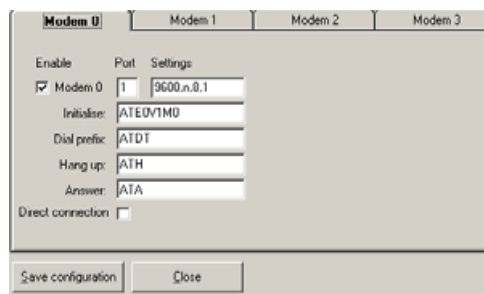 Modem 0 Modem 1 Modem 2 Modem 3
Enable Port Settings
Modem 0 1 9600,n,8,1
Initialise: ATE0V1M0
Dial prefix: ATDT
Hang up: ATH
Answer: ATA
Direct connection
Save configuration Close